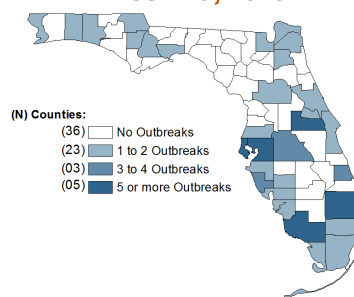 (N) Counties:
(36) No Outbreaks
(23) 1 to 2 Outbreaks
(03) 3 to 4 Outbreaks
(05) 5 or more Outbreaks